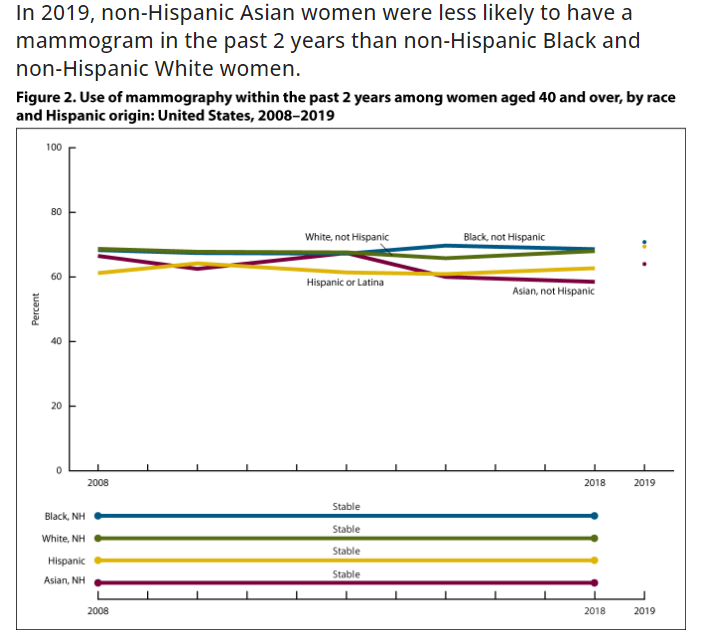 In 2019, non-Hispanic Asian women were less likely to have a
mammogram in the past 2 years than non-Hispanic Black and
non-Hispanic White women.
Figure 2. Use of mammography within the past 2 years among women aged 40 and over, by race
and Hispanic origin: United States, 2008–2019
100
80
60
40
20
0
Percent
White, not Hispanic
Black, not Hispanic
Hispanic or Latina
Asian, not Hispanic
2008
2018
2019
Stable
Black, NH
Stable
White, NH
Stable
Hispanic
Stable
Asian, NH
2008
2018
2019